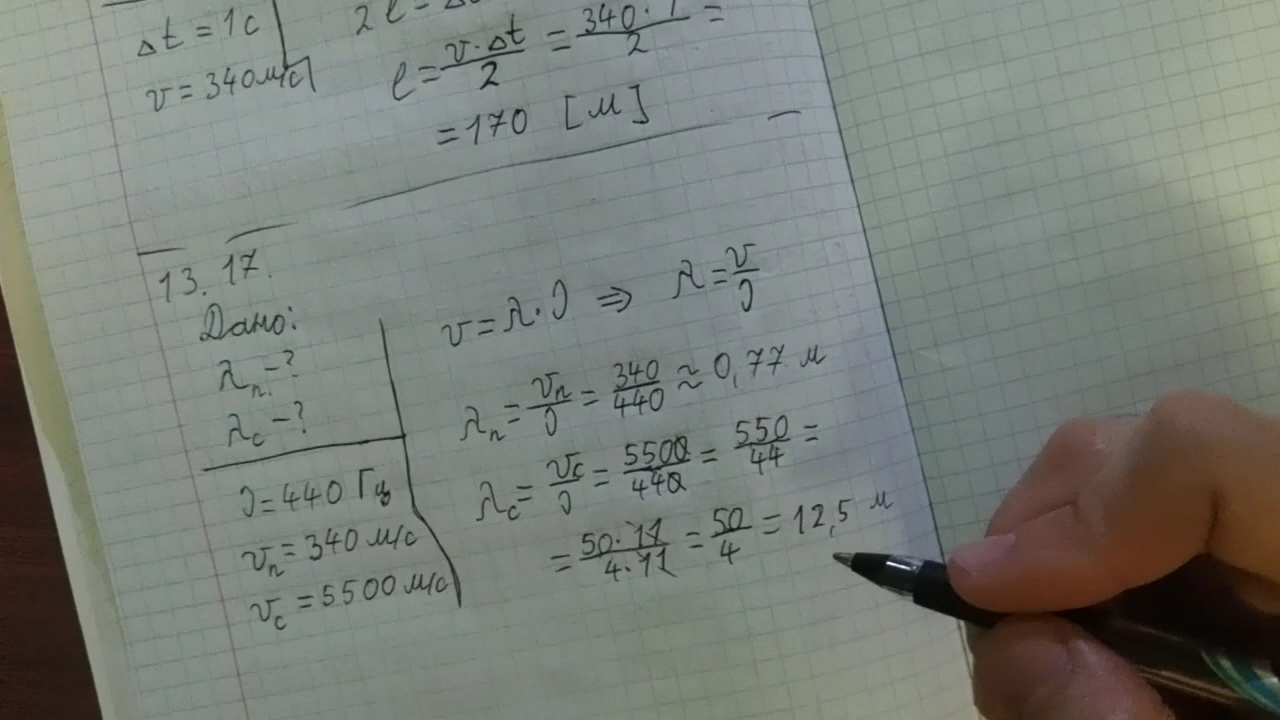 Δt = 1c
v = 340м/с
l = v·Δt/2 = 340·1/2 =
= 170 [м]
13.17.
Дано:
λп - ?
λс - ?
ν = 440 Гц
vп = 340 м/с
vс = 5500 м/с
v = λ·ν ⇒ λ = v/ν
λп = vп/ν = 340/440 ≈ 0,77 м
λс = vс/ν = 5500/440 = 550/44 =
= 50·11/4·11 = 50/4 = 12,5 м